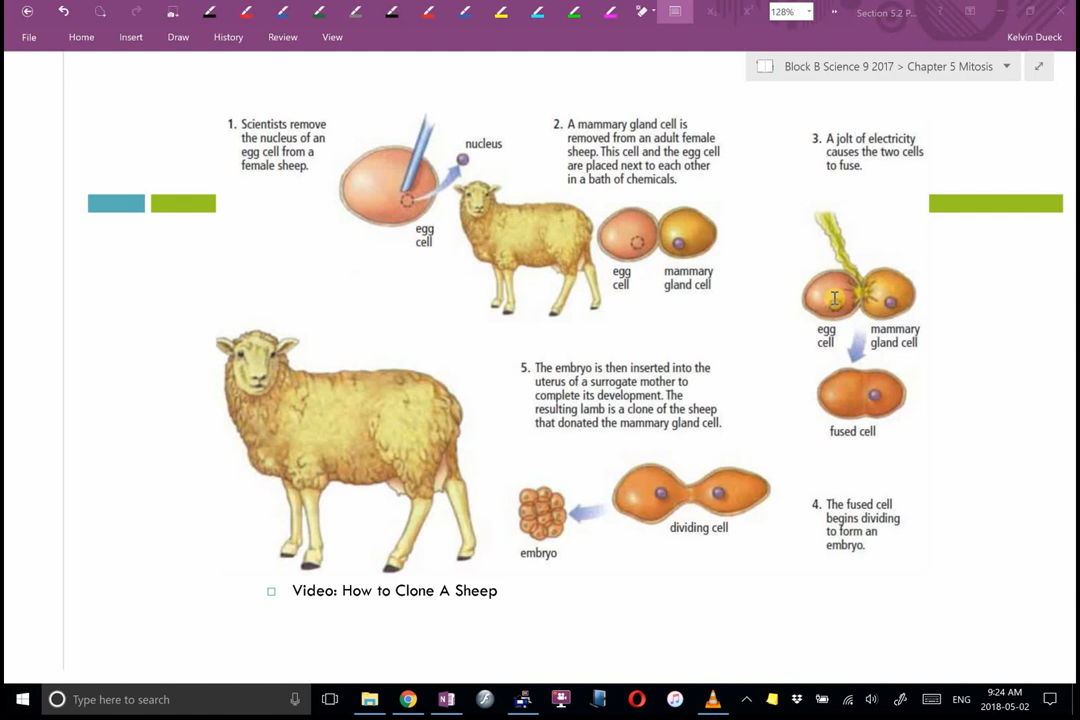 128%
Section 5.2 P...
File
Home
Insert
Draw
History
Review
View
Kelvin Dueck
Block B Science 9 2017 > Chapter 5 Mitosis
1. Scientists remove
the nucleus of an
egg cell from a
female sheep.
nucleus
egg
cell
2. A mammary gland cell is
removed from an adult female
sheep. This cell and the egg cell
are placed next to each other
in a bath of chemicals.
egg
cell
mammary
gland cell
3. A jolt of electricity
causes the two cells
to fuse.
egg
cell
mammary
gland cell
fused cell
4. The fused cell
begins dividing
to form an
embryo.
dividing cell
embryo
5. The embryo is then inserted into the
uterus of a surrogate mother to
complete its development. The
resulting lamb is a clone of the sheep
that donated the mammary gland cell.
Video: How to Clone A Sheep
Type here to search
ENG
9:24 AM
2018-05-02